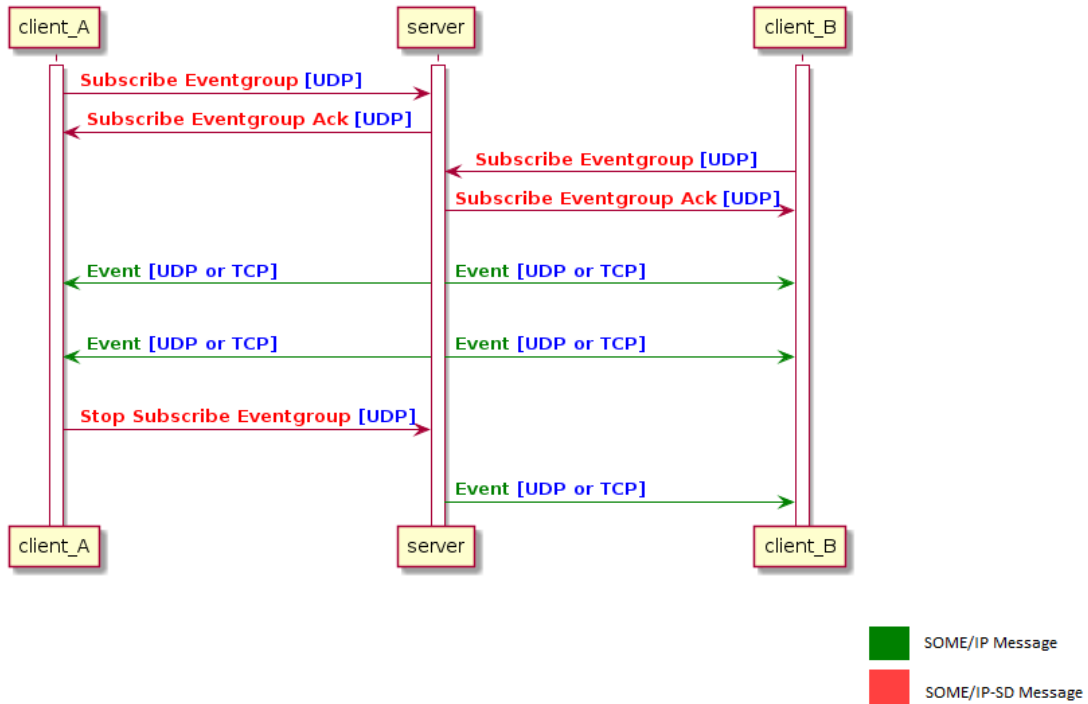 client_A server client_B
Subscribe Eventgroup [UDP]
Subscribe Eventgroup Ack [UDP]
Subscribe Eventgroup [UDP]
Subscribe Eventgroup Ack [UDP]
Event [UDP or TCP] Event [UDP or TCP]
Event [UDP or TCP] Event [UDP or TCP]
Stop Subscribe Eventgroup [UDP]
Event [UDP or TCP]
client_A server client_B
SOME/IP Message
SOME/IP-SD Message